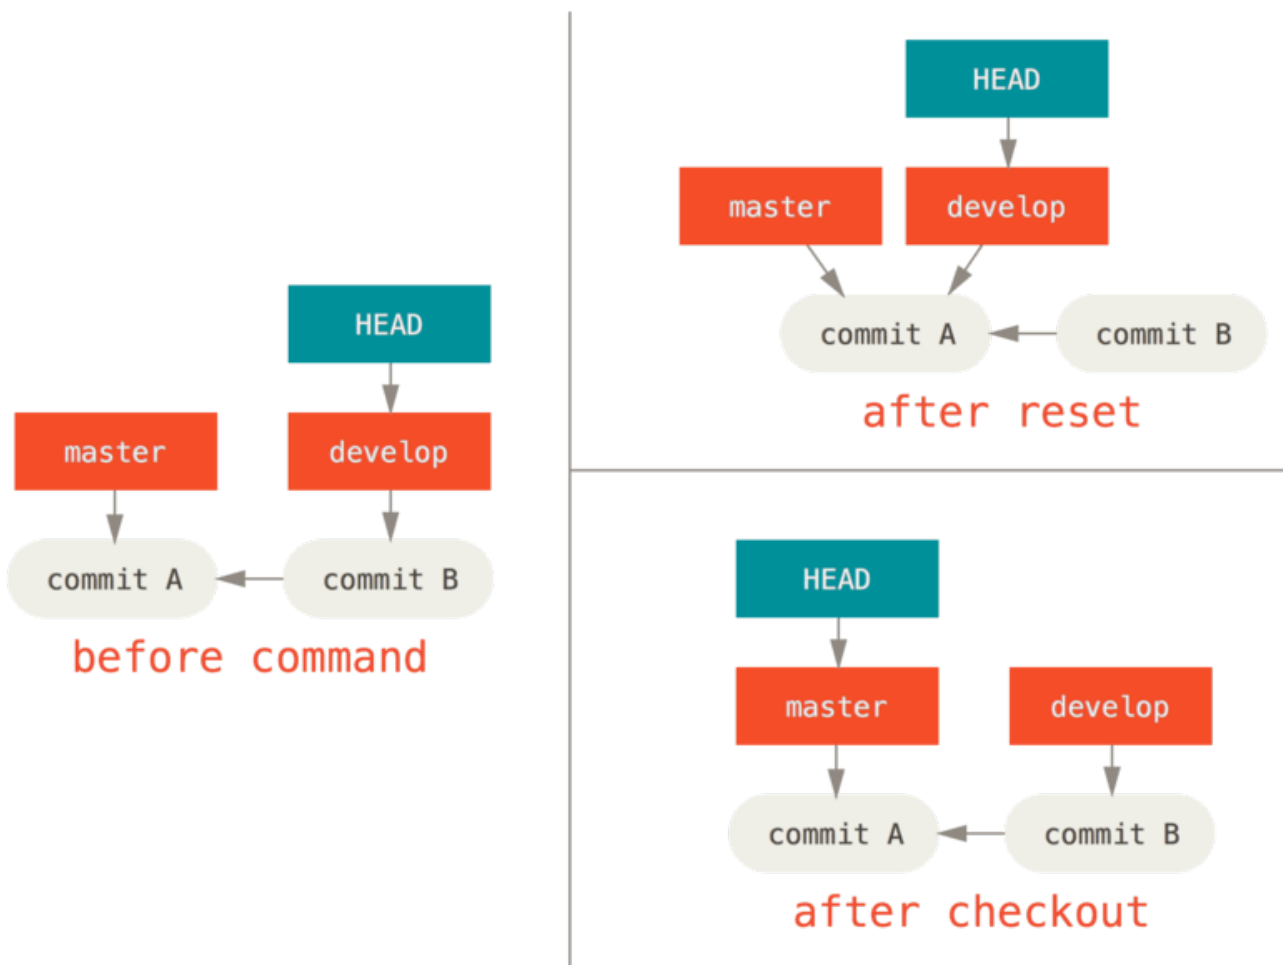 HEAD
master
develop
commit A
commit B
before command
HEAD
master
develop
commit A
commit B
after reset
HEAD
master
develop
commit A
commit B
after checkout